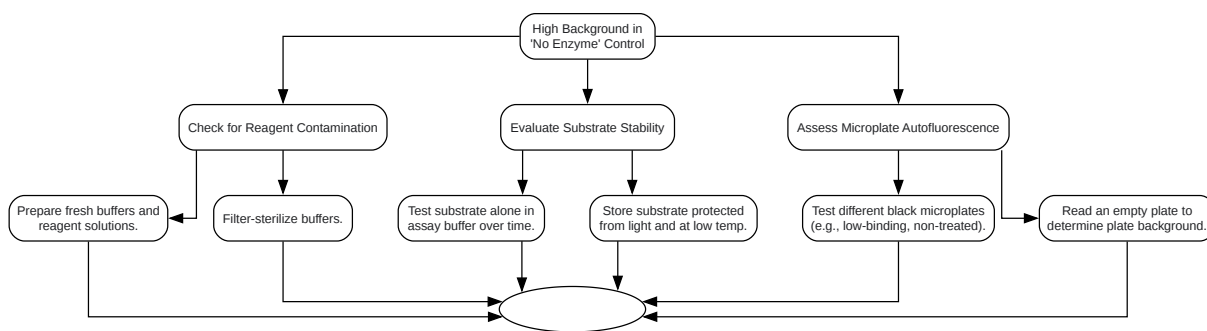 High Background in
'No Enzyme' Control
Check for Reagent Contamination
Evaluate Substrate Stability
Assess Microplate Autofluorescence
Prepare fresh buffers and
reagent solutions.
Filter-sterilize buffers.
Test substrate alone in
assay buffer over time.
Store substrate protected
from light and at low temp.
Test different black microplates
(e.g., low-binding, non-treated).
Read an empty plate to
determine plate background.